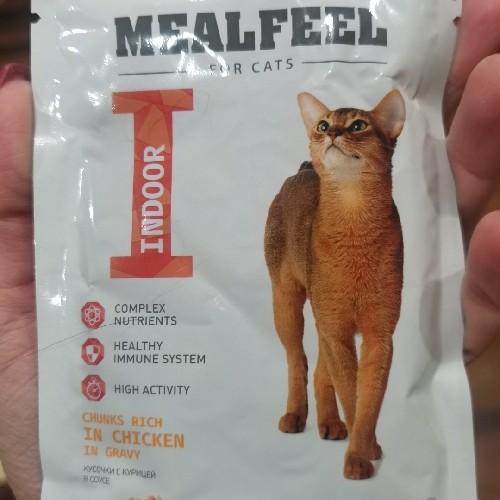 MEALFEEL
FOR CATS
I
INDOOR
COMPLEX
NUTRIENTS
HEALTHY
IMMUNE SYSTEM
HIGH ACTIVITY
CHUNKS RICH
IN CHICKEN
IN GRAVY
КУСОЧКИ С КУРИЦЕЙ
В СОУСЕ